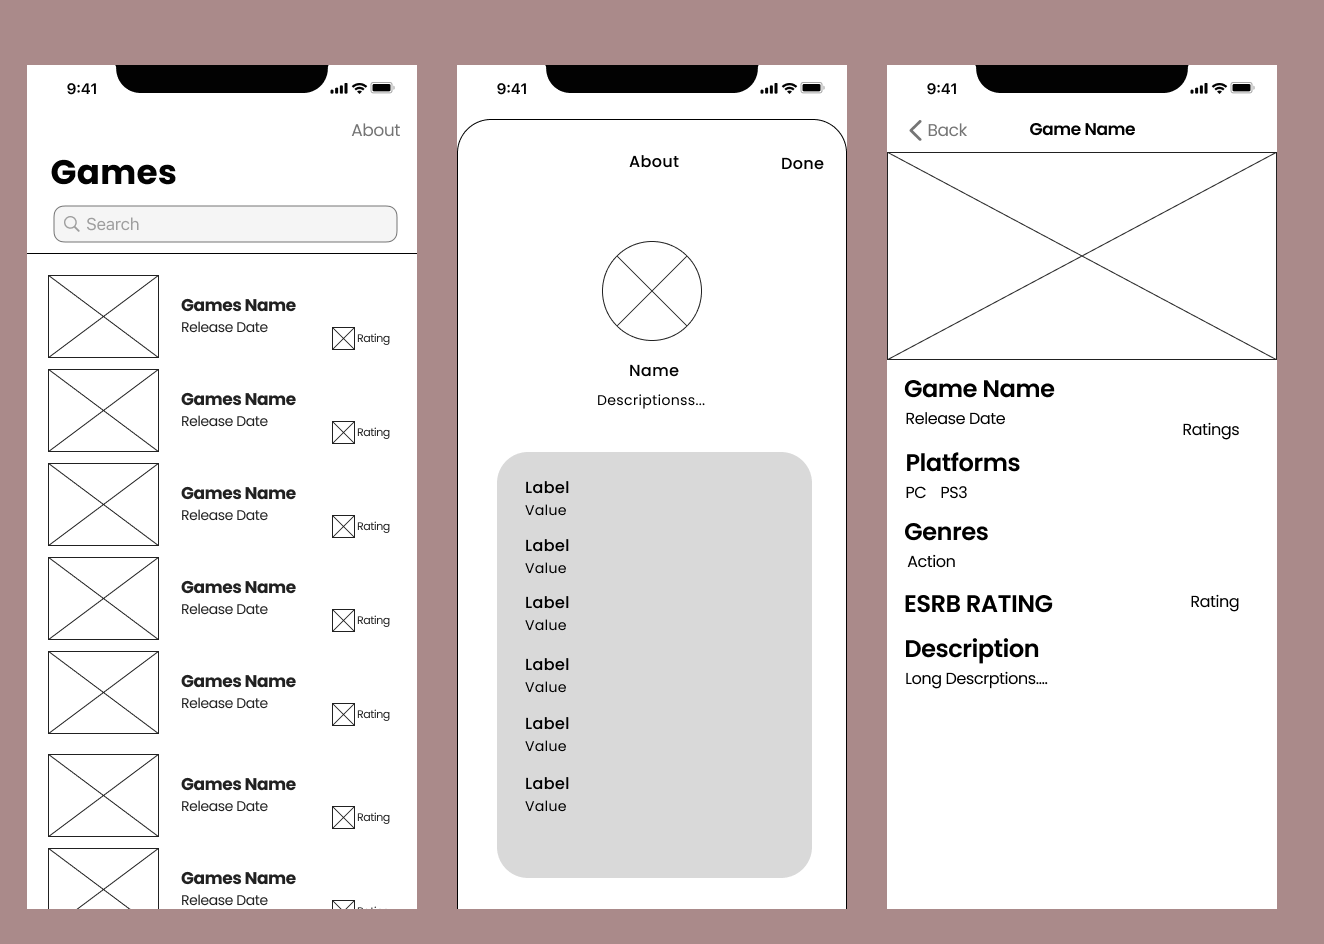 9:41
About
Games
Search
Games Name
Release Date
Rating
Games Name
Release Date
Rating
Games Name
Release Date
Rating
Games Name
Release Date
Rating
Games Name
Release Date
Rating
Games Name
Release Date
Rating
Games Name
Release Date
9:41
About
Done
Name
Descriptionss...
Label
Value
Label
Value
Label
Value
Label
Value
Label
Value
Label
Value
9:41
Back
Game Name
Game Name
Release Date
Ratings
Platforms
PC PS3
Genres
Action
ESRB RATING
Rating
Description
Long Descrptions....